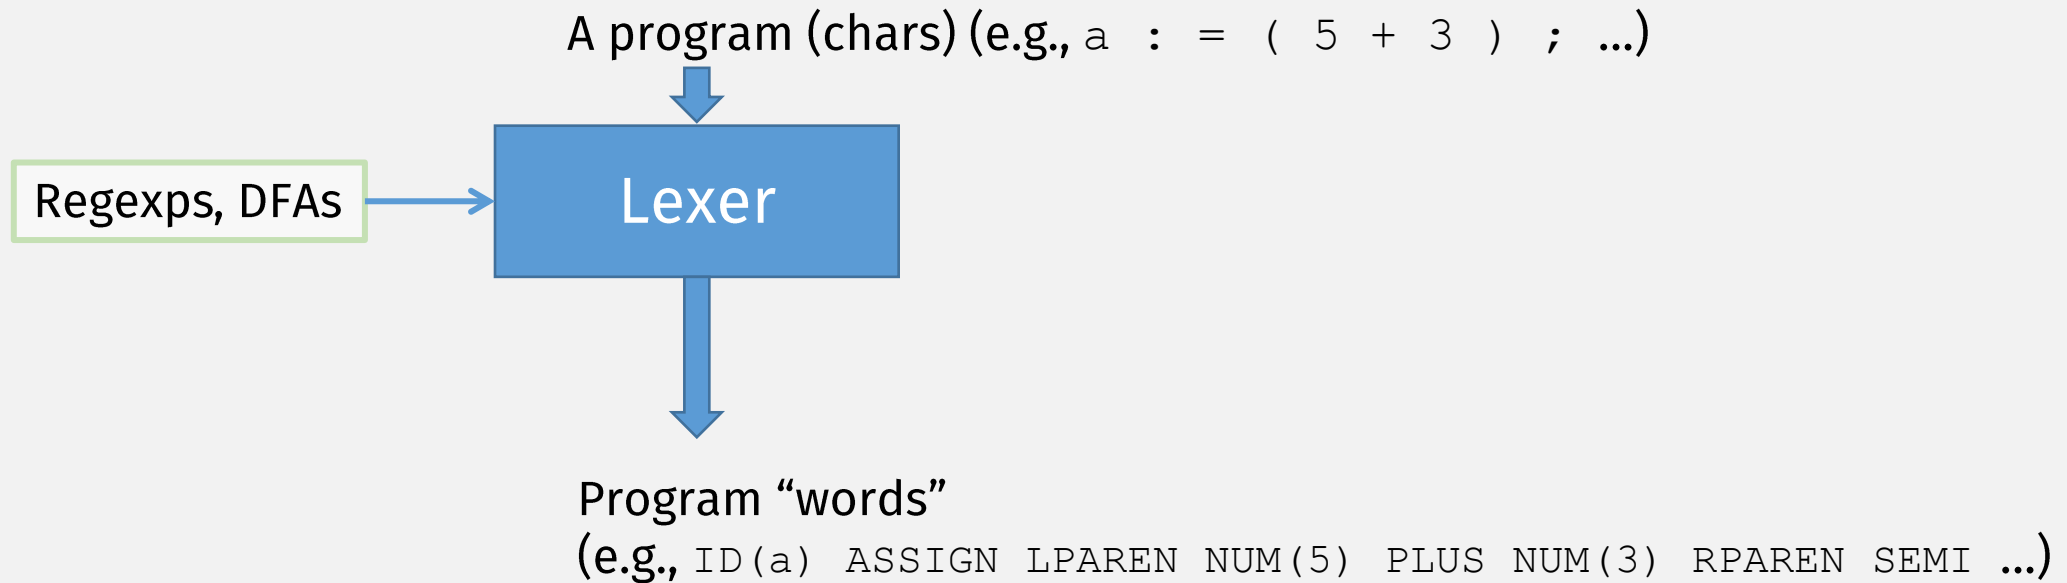 A program (chars) (e.g., a : = ( 5 + 3 ) ; ...)
Regexps, DFAs
Lexer
Program “words”
(e.g., ID(a) ASSIGN LPAREN NUM(5) PLUS NUM(3) RPAREN SEMI ...)